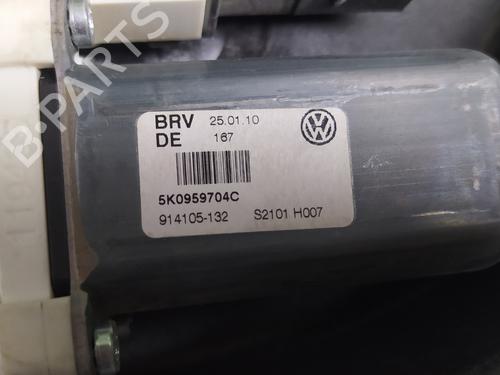 B-PARTS
BRV 25.01.10
DE 167
5K0959704C
914105-132 S2101 H007